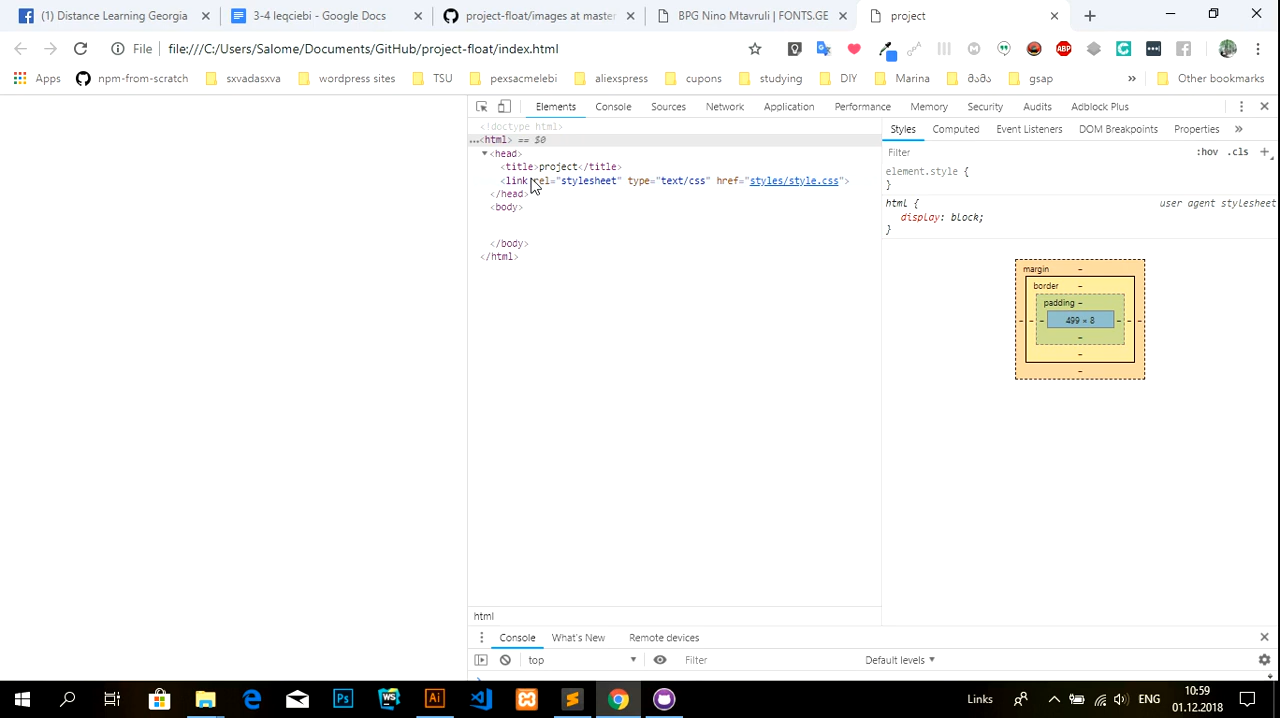 (1) Distance Learning Georgia
3-4 leqciebi - Google Docs
project-float/images at master
BPG Nino Mtavruli | FONTS.GE
project
File
file:///C:/Users/Salome/Documents/GitHub/project-float/index.html
Apps
npm-from-scratch
sxvadasxva
wordpress sites
TSU
pexsacmelebi
aliexspress
cupons
studying
DIY
Marina
მამა
gsap
»
Other bookmarks
Elements
Console
Sources
Network
Application
Performance
Memory
Security
Audits
Adblock Plus
<!doctype html>
...<html> == $0
<head>
<title>project</title>
<link rel="stylesheet" type="text/css" href="styles/style.css">
</head>
<body>
</body>
</html>
html
Styles
Computed
Event Listeners
DOM Breakpoints
Properties
»
Filter
:hov
.cls
+
element.style {
}
html {
user agent stylesheet
display: block;
}
margin
–
border
–
padding
–
– – – 499 × 8 – – –
–
–
–
Console
What's New
Remote devices
top
Filter
Default levels
Links
ENG
10:59
01.12.2018